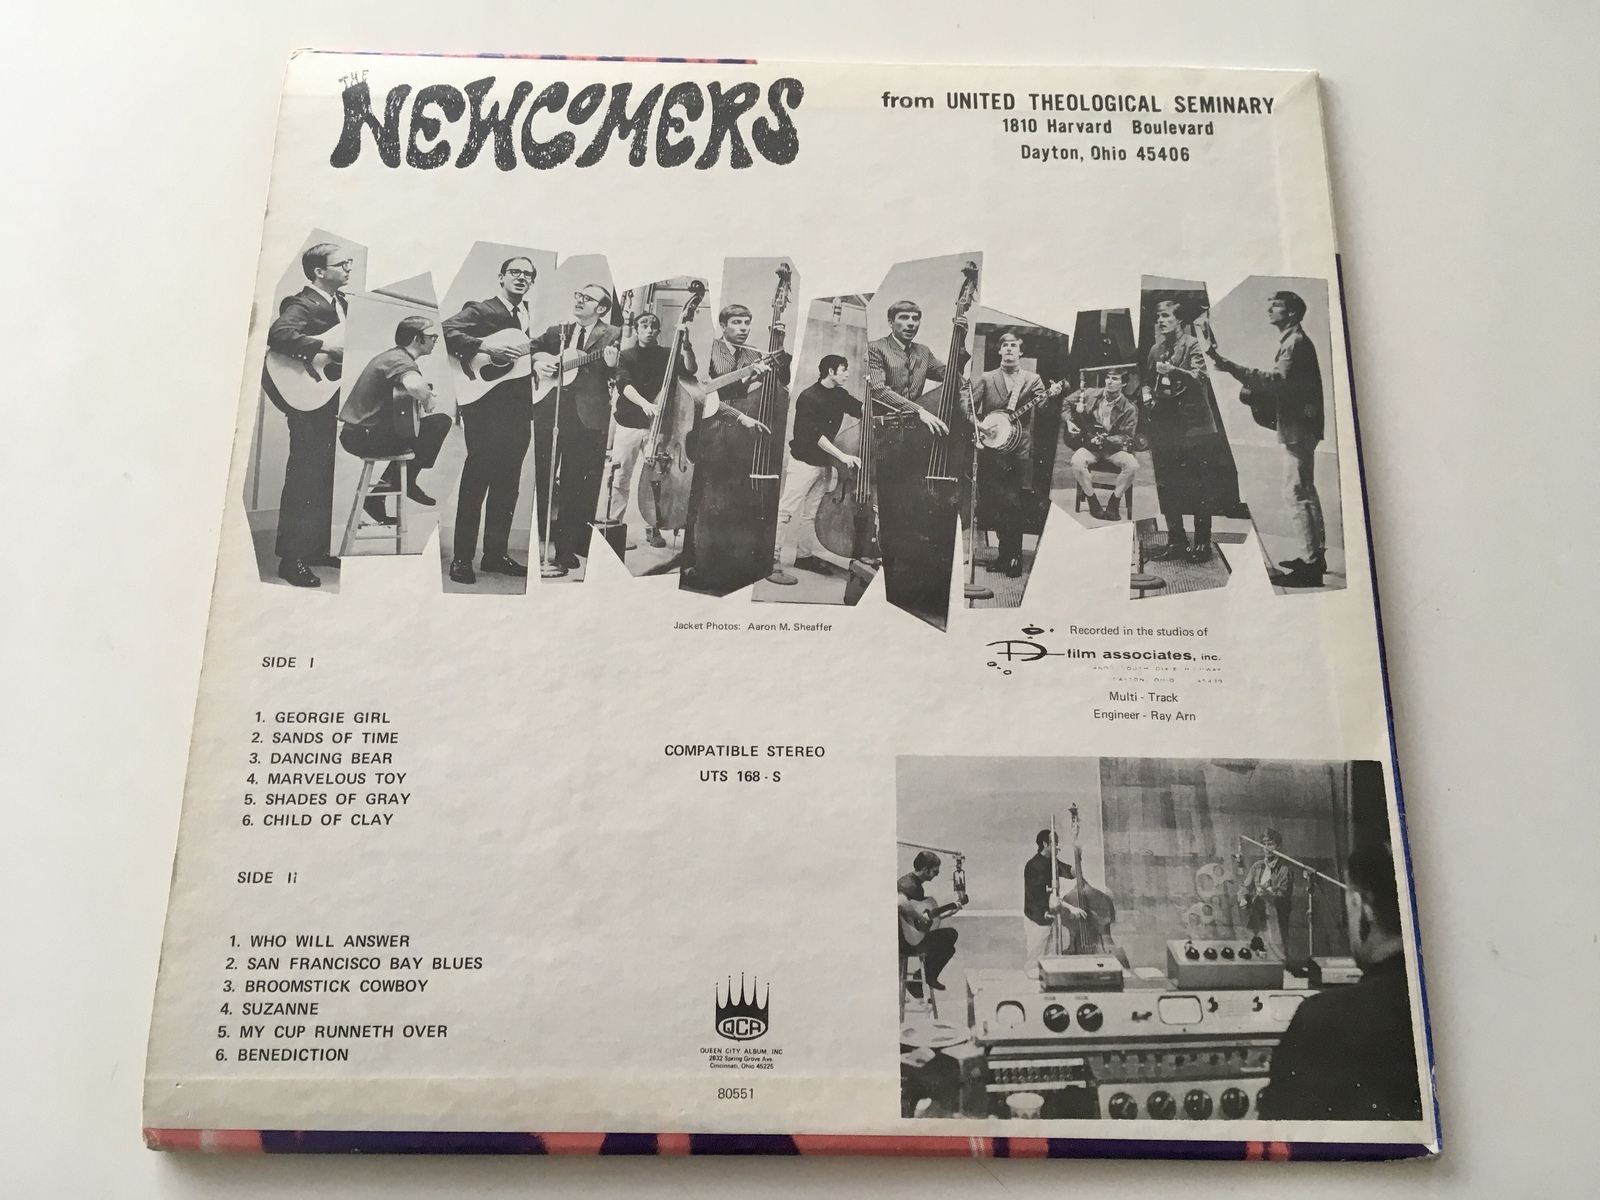 THE
NEWCOMERS
from UNITED THEOLOGICAL SEMINARY
1810 Harvard Boulevard
Dayton, Ohio 45406
Jacket Photos: Aaron M. Sheaffer
Recorded in the studios of
film associates, inc.
DAYTON, OHIO
Multi - Track
Engineer - Ray Arn
SIDE I
1. GEORGIE GIRL
2. SANDS OF TIME
3. DANCING BEAR
4. MARVELOUS TOY
5. SHADES OF GRAY
6. CHILD OF CLAY
COMPATIBLE STEREO
UTS 168 - S
SIDE II
1. WHO WILL ANSWER
2. SAN FRANCISCO BAY BLUES
3. BROOMSTICK COWBOY
4. SUZANNE
5. MY CUP RUNNETH OVER
6. BENEDICTION
QCA
QUEEN CITY ALBUM, INC
2832 Spring Grove Ave.
Cincinnati, Ohio 45225
80551